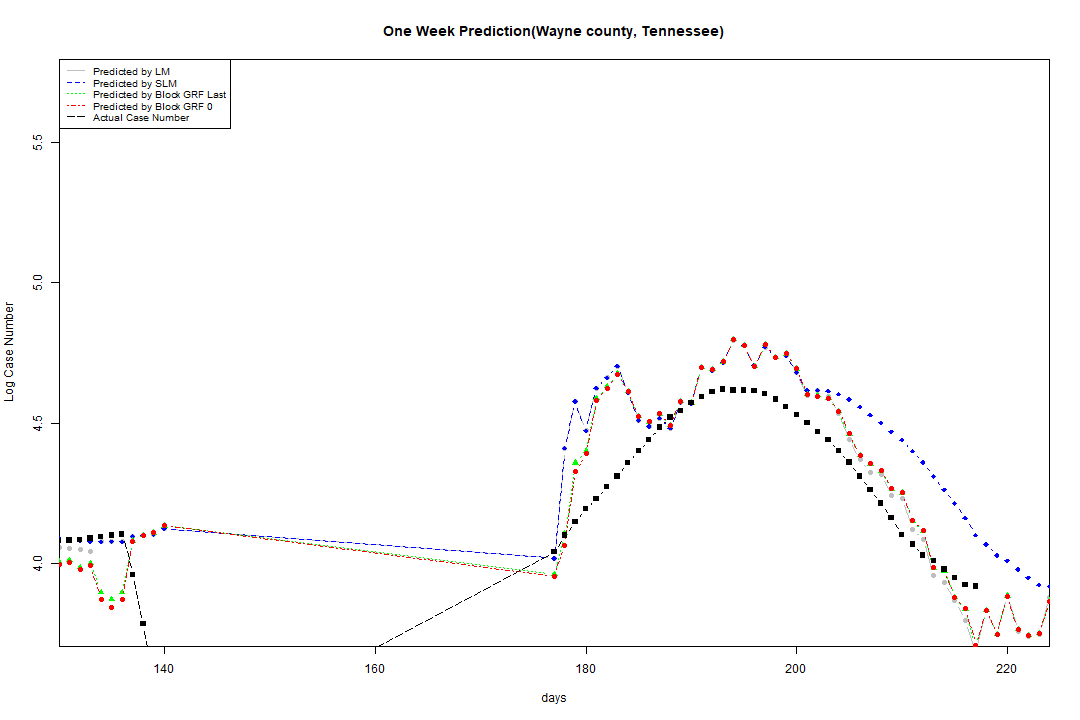 One Week Prediction(Wayne county, Tennessee)
Predicted by LM
Predicted by SLM
Predicted by Block GRF Last
Predicted by Block GRF 0
Actual Case Number
5.5
5.0
4.5
4.0
Log Case Number
140 160 180 200 220
days